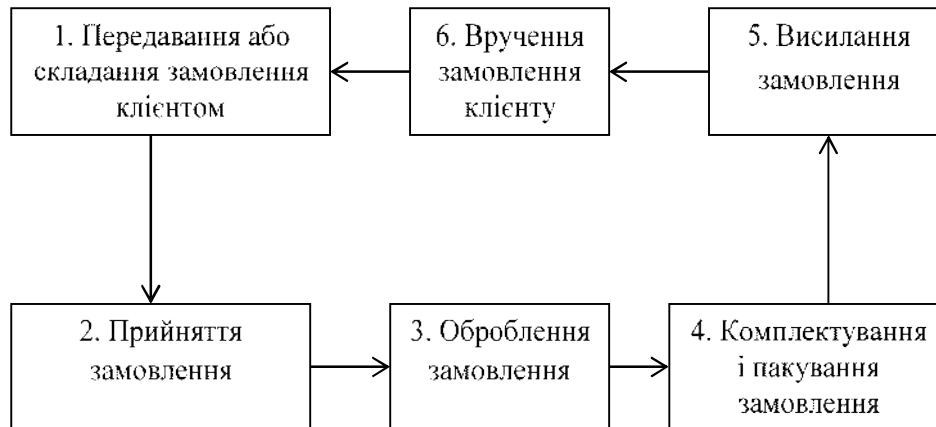 1. Передавання або
складання замовлення
клієнтом
6. Вручення
замовлення
клієнту
5. Висилання
замовлення
2. Прийняття
замовлення
3. Оброблення
замовлення
4. Комплектування
і пакування
замовлення